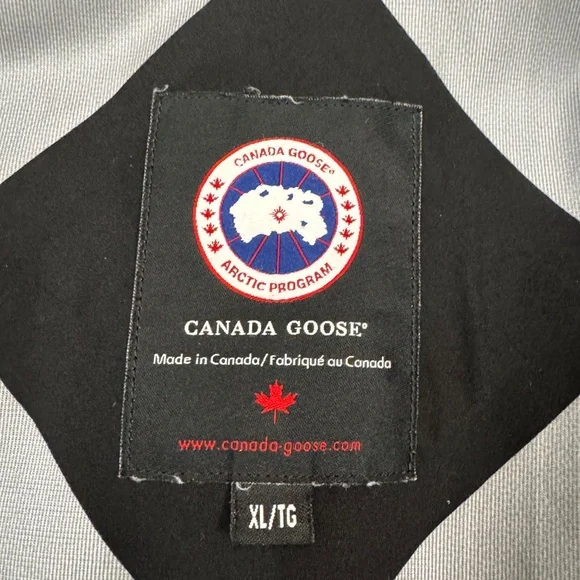 CANADA GOOSE®
ARCTIC PROGRAM
CANADA GOOSE®
Made in Canada/Fabriqué au Canada
www.canada-goose.com
XL/TG